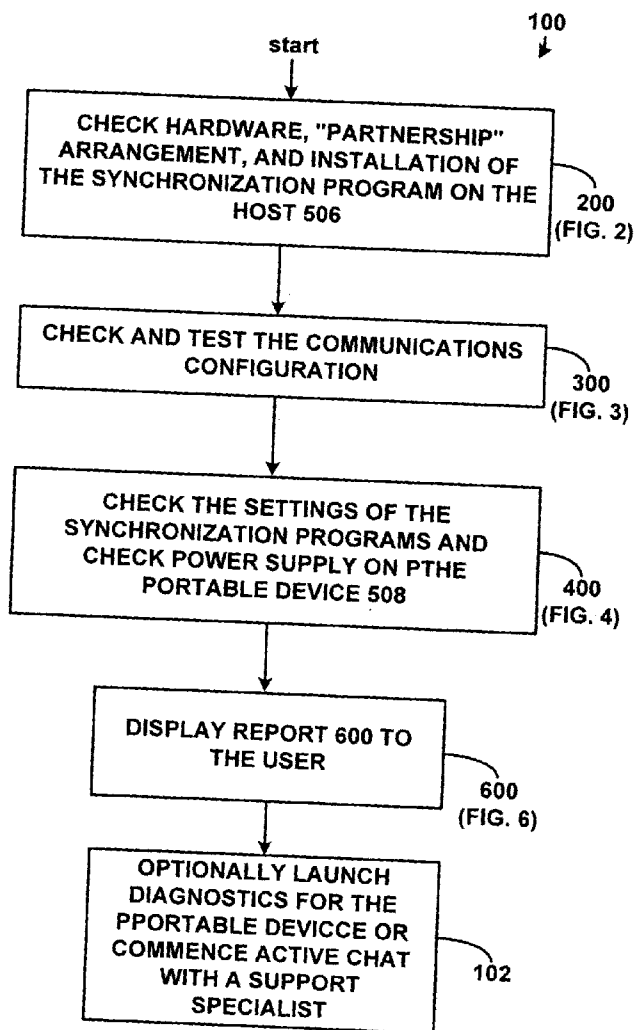 100
start
CHECK HARDWARE, "PARTNERSHIP"
ARRANGEMENT, AND INSTALLATION OF
THE SYNCHRONIZATION PROGRAM ON THE
HOST 506
200
(FIG. 2)
CHECK AND TEST THE COMMUNICATIONS
CONFIGURATION
300
(FIG. 3)
CHECK THE SETTINGS OF THE
SYNCHRONIZATION PROGRAMS AND
CHECK POWER SUPPLY ON PTHE
PORTABLE DEVICE 508
400
(FIG. 4)
DISPLAY REPORT 600 TO
THE USER
600
(FIG. 6)
OPTIONALLY LAUNCH
DIAGNOSTICS FOR THE
PPORTABLE DEVICCE OR
COMMENCE ACTIVE CHAT
WITH A SUPPORT
SPECIALIST
102